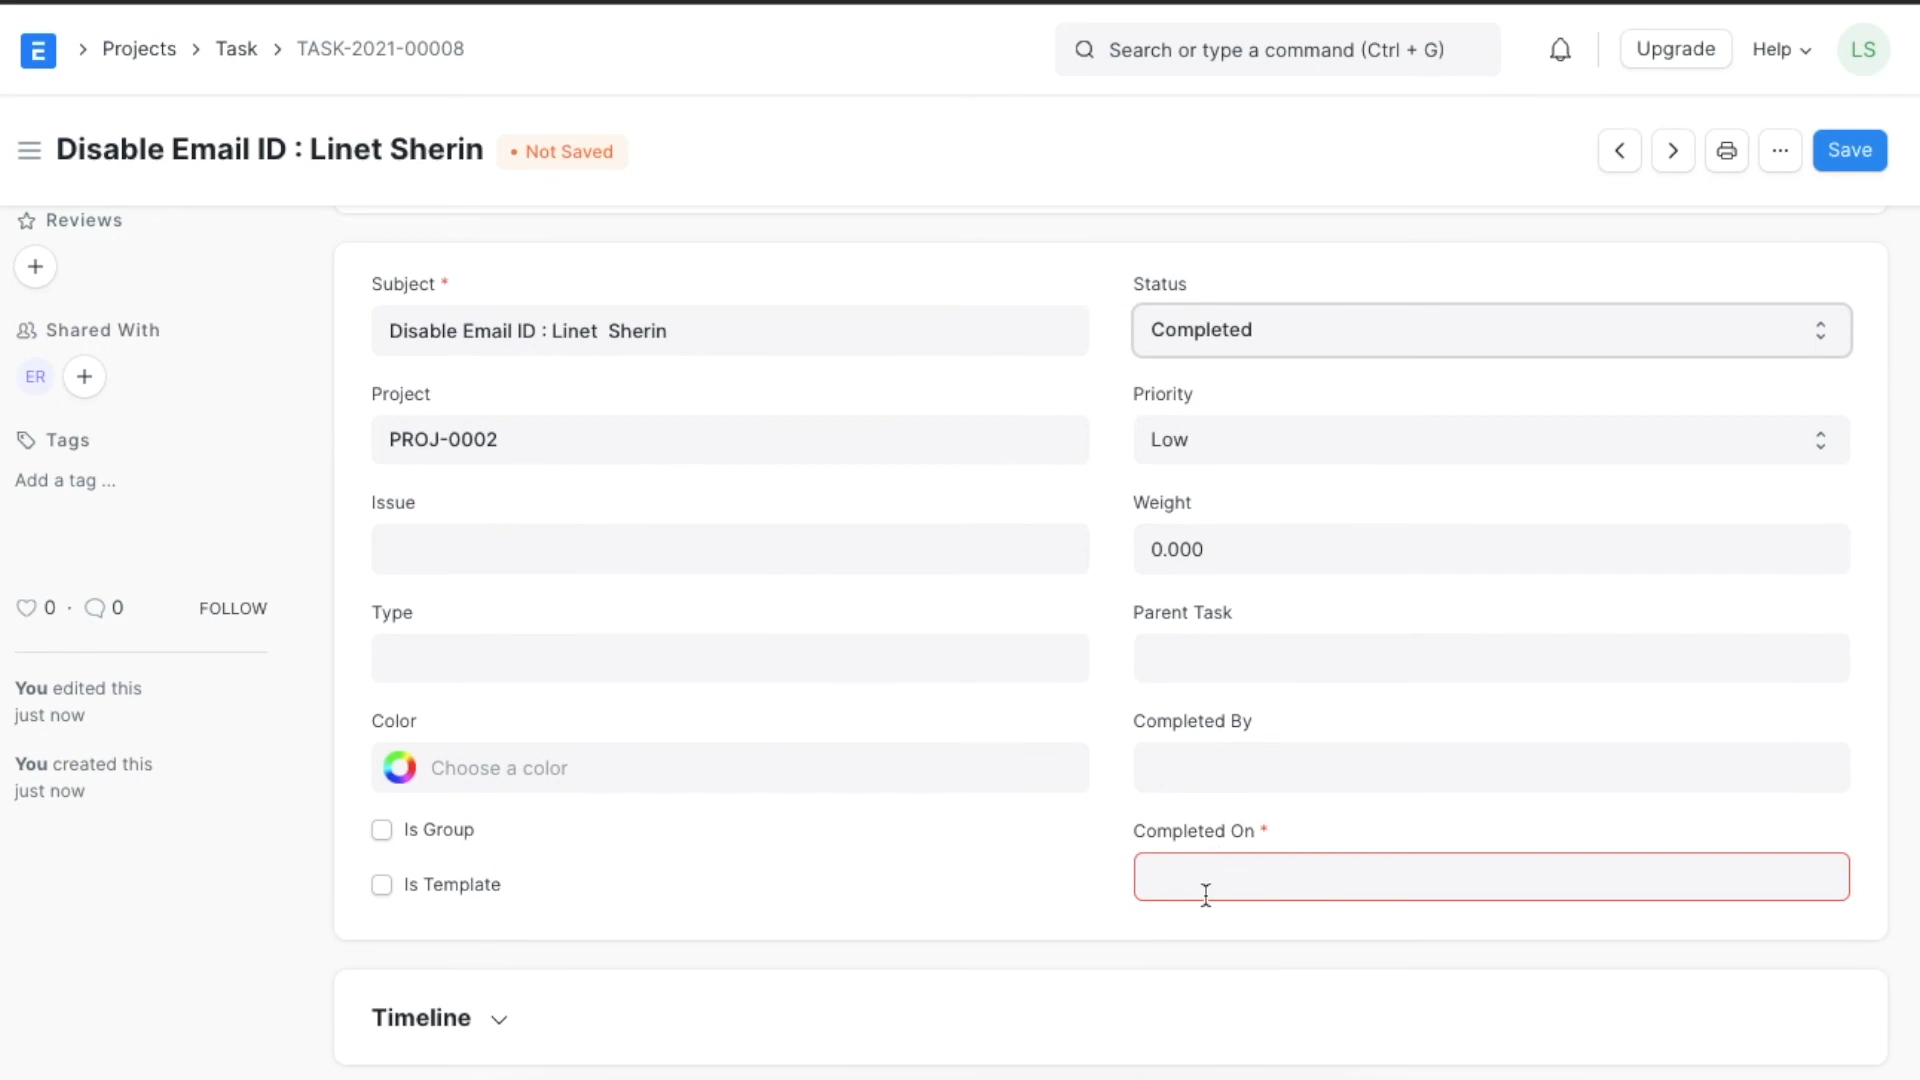 E
Projects
Task
TASK-2021-00008
Search or type a command (Ctrl + G)
Upgrade
Help
LS
Disable Email ID : Linet Sherin
• Not Saved
Save
Reviews
Shared With
ER
Tags
Add a tag ...
0 · 0
FOLLOW
You edited this
just now
You created this
just now
Subject *
Disable Email ID : Linet  Sherin
Status
Completed
Project
PROJ-0002
Priority
Low
Issue
Weight
0.000
Type
Parent Task
Color
Choose a color
Completed By
Is Group
Completed On *
Is Template
Timeline